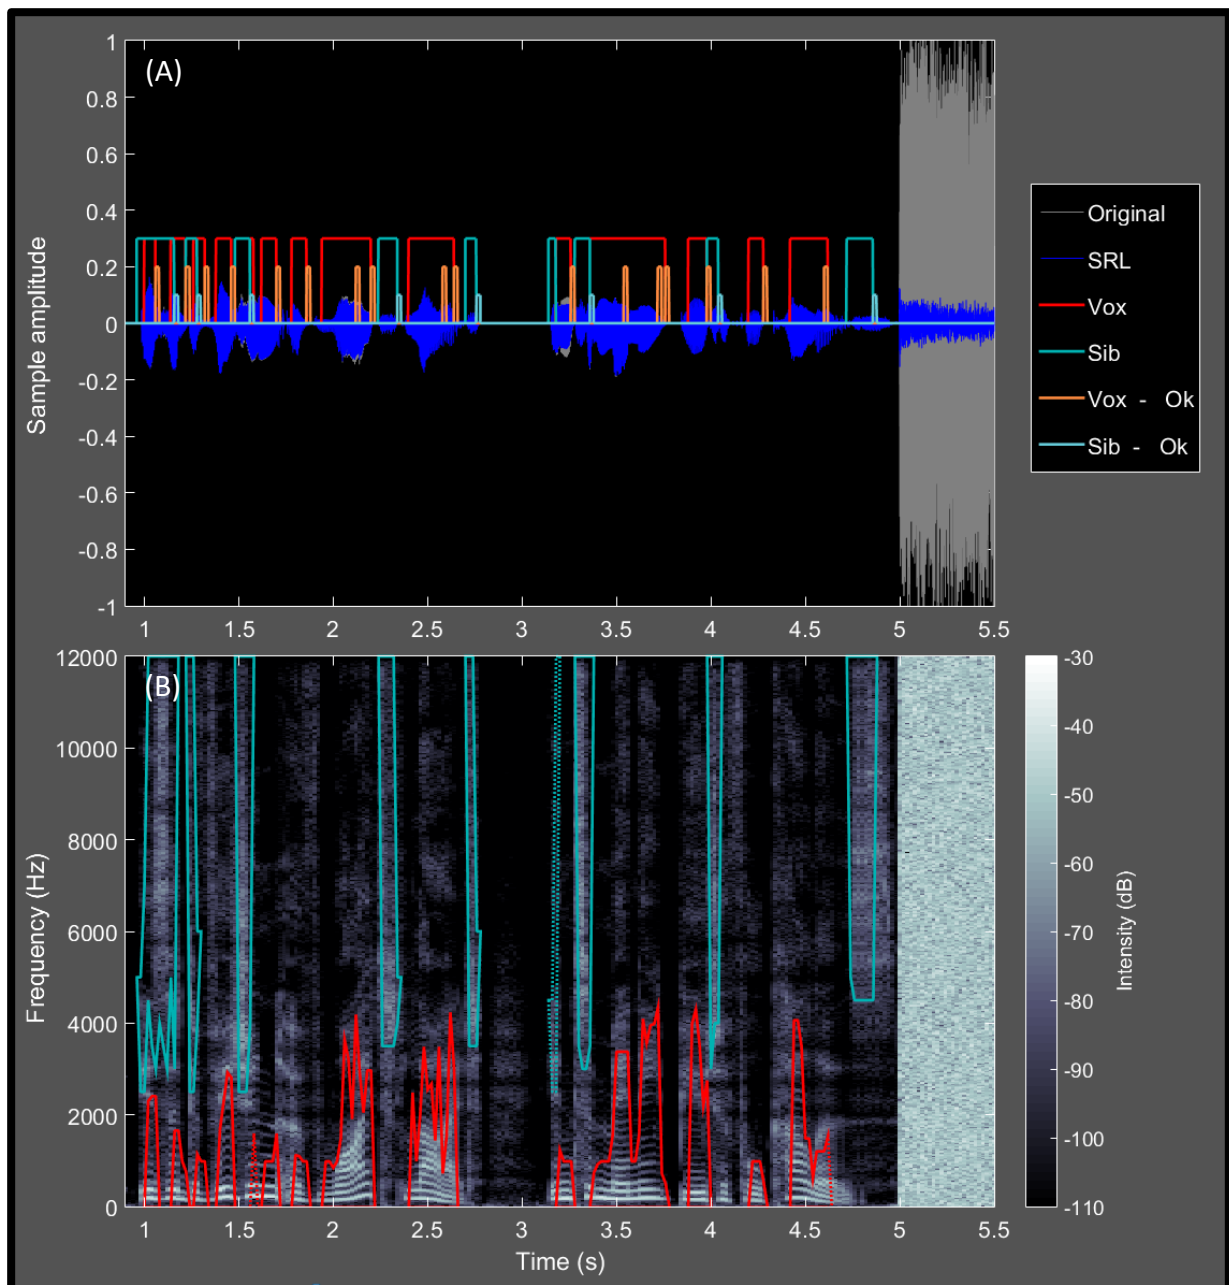 (A)
1
0.8
0.6
0.4
0.2
0
-0.2
-0.4
-0.6
-0.8
-1
Sample amplitude
1 1.5 2 2.5 3 3.5 4 4.5 5 5.5
Original
SRL
Vox
Sib
Vox - Ok
Sib - Ok
(B)
12000
10000
8000
6000
4000
2000
0
Frequency (Hz)
1 1.5 2 2.5 3 3.5 4 4.5 5 5.5
Time (s)
-30
-40
-50
-60
-70
-80
-90
-100
-110
Intensity (dB)